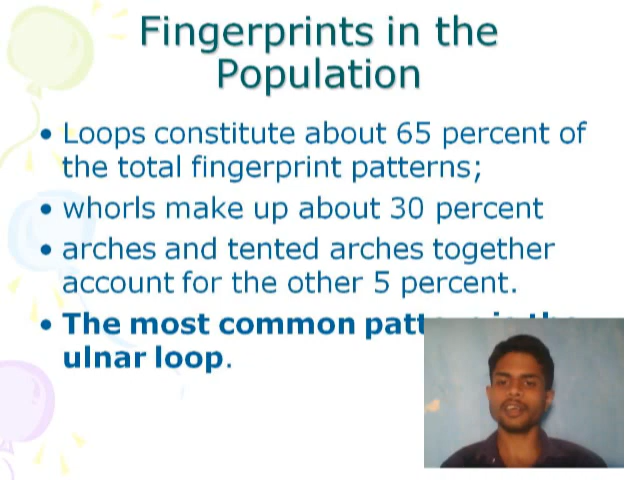 Fingerprints in the
Population
• Loops constitute about 65 percent of
the total fingerprint patterns;
• whorls make up about 30 percent
• arches and tented arches together
account for the other 5 percent.
• The most common
ulnar loop.